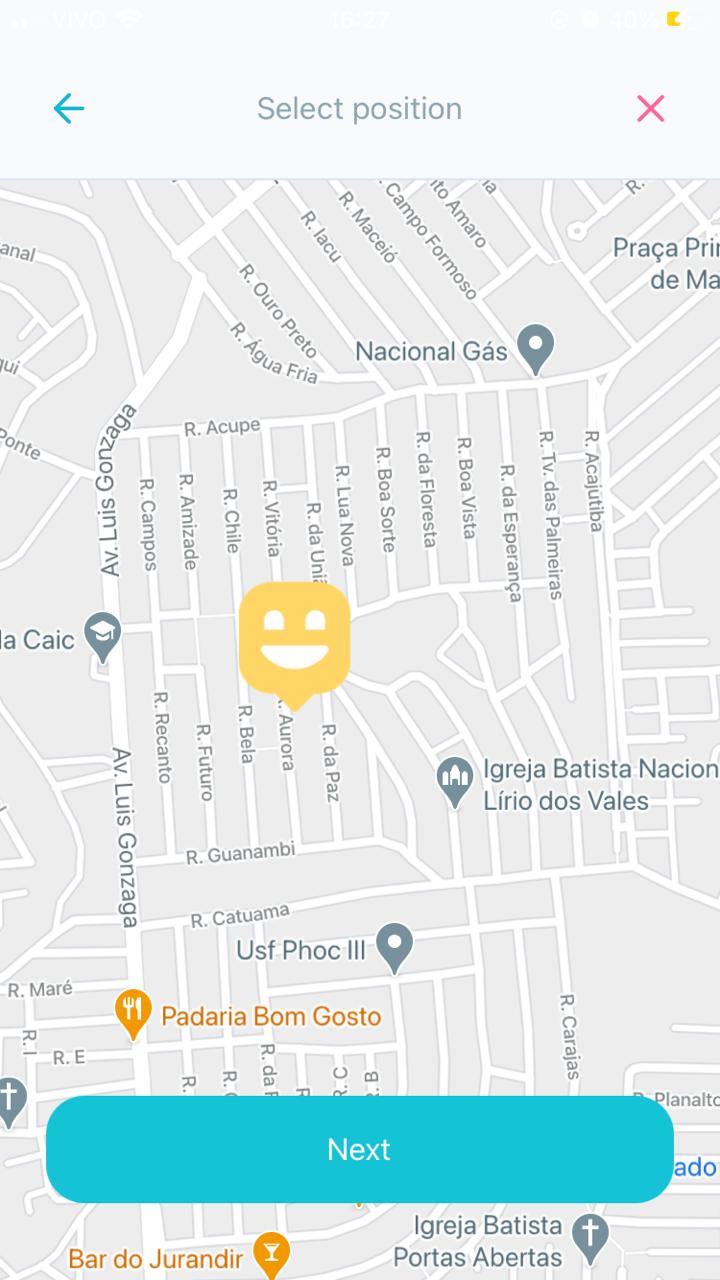 VIVO
16:27
40%
Select position
ito Amaro
R. Maceió
Campo Formoso
R. Iacu
R.
anal
Praça Prin
de Ma
R. Ouro Preto
R. Água Fria
Nacional Gás
qui
Ponte
Av. Luis Gonzaga
R. Acupe
R. Campos
R. Amizade
R. Chile
R. Vitória
R. da Uniã
R. Lua Nova
R. Boa Sorte
R. da Floresta
R. Boa Vista
R. da Esperança
R. Tv. das Palmeiras
R. Acajutiba
la Caic
R. Recanto
R. Futuro
R. Bela
R. Aurora
R. da Paz
Av. Luis Gonzaga
Igreja Batista Nacion
Lírio dos Vales
R. Guanambi
R. Catuama
Usf Phoc III
R. Maré
Padaria Bom Gosto
R. I
R. E
R. da F
R. C
R. B
R. Carajas
R. Planalto
Next
ado
Igreja Batista
Portas Abertas
Bar do Jurandir